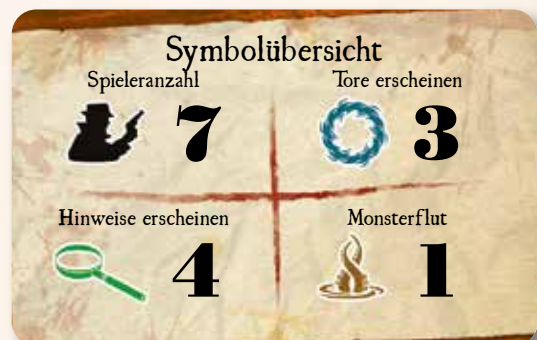 Symbolübersicht
Spieleranzahl
7
Tore erscheinen
3
Hinweise erscheinen
4
Monsterflut
1